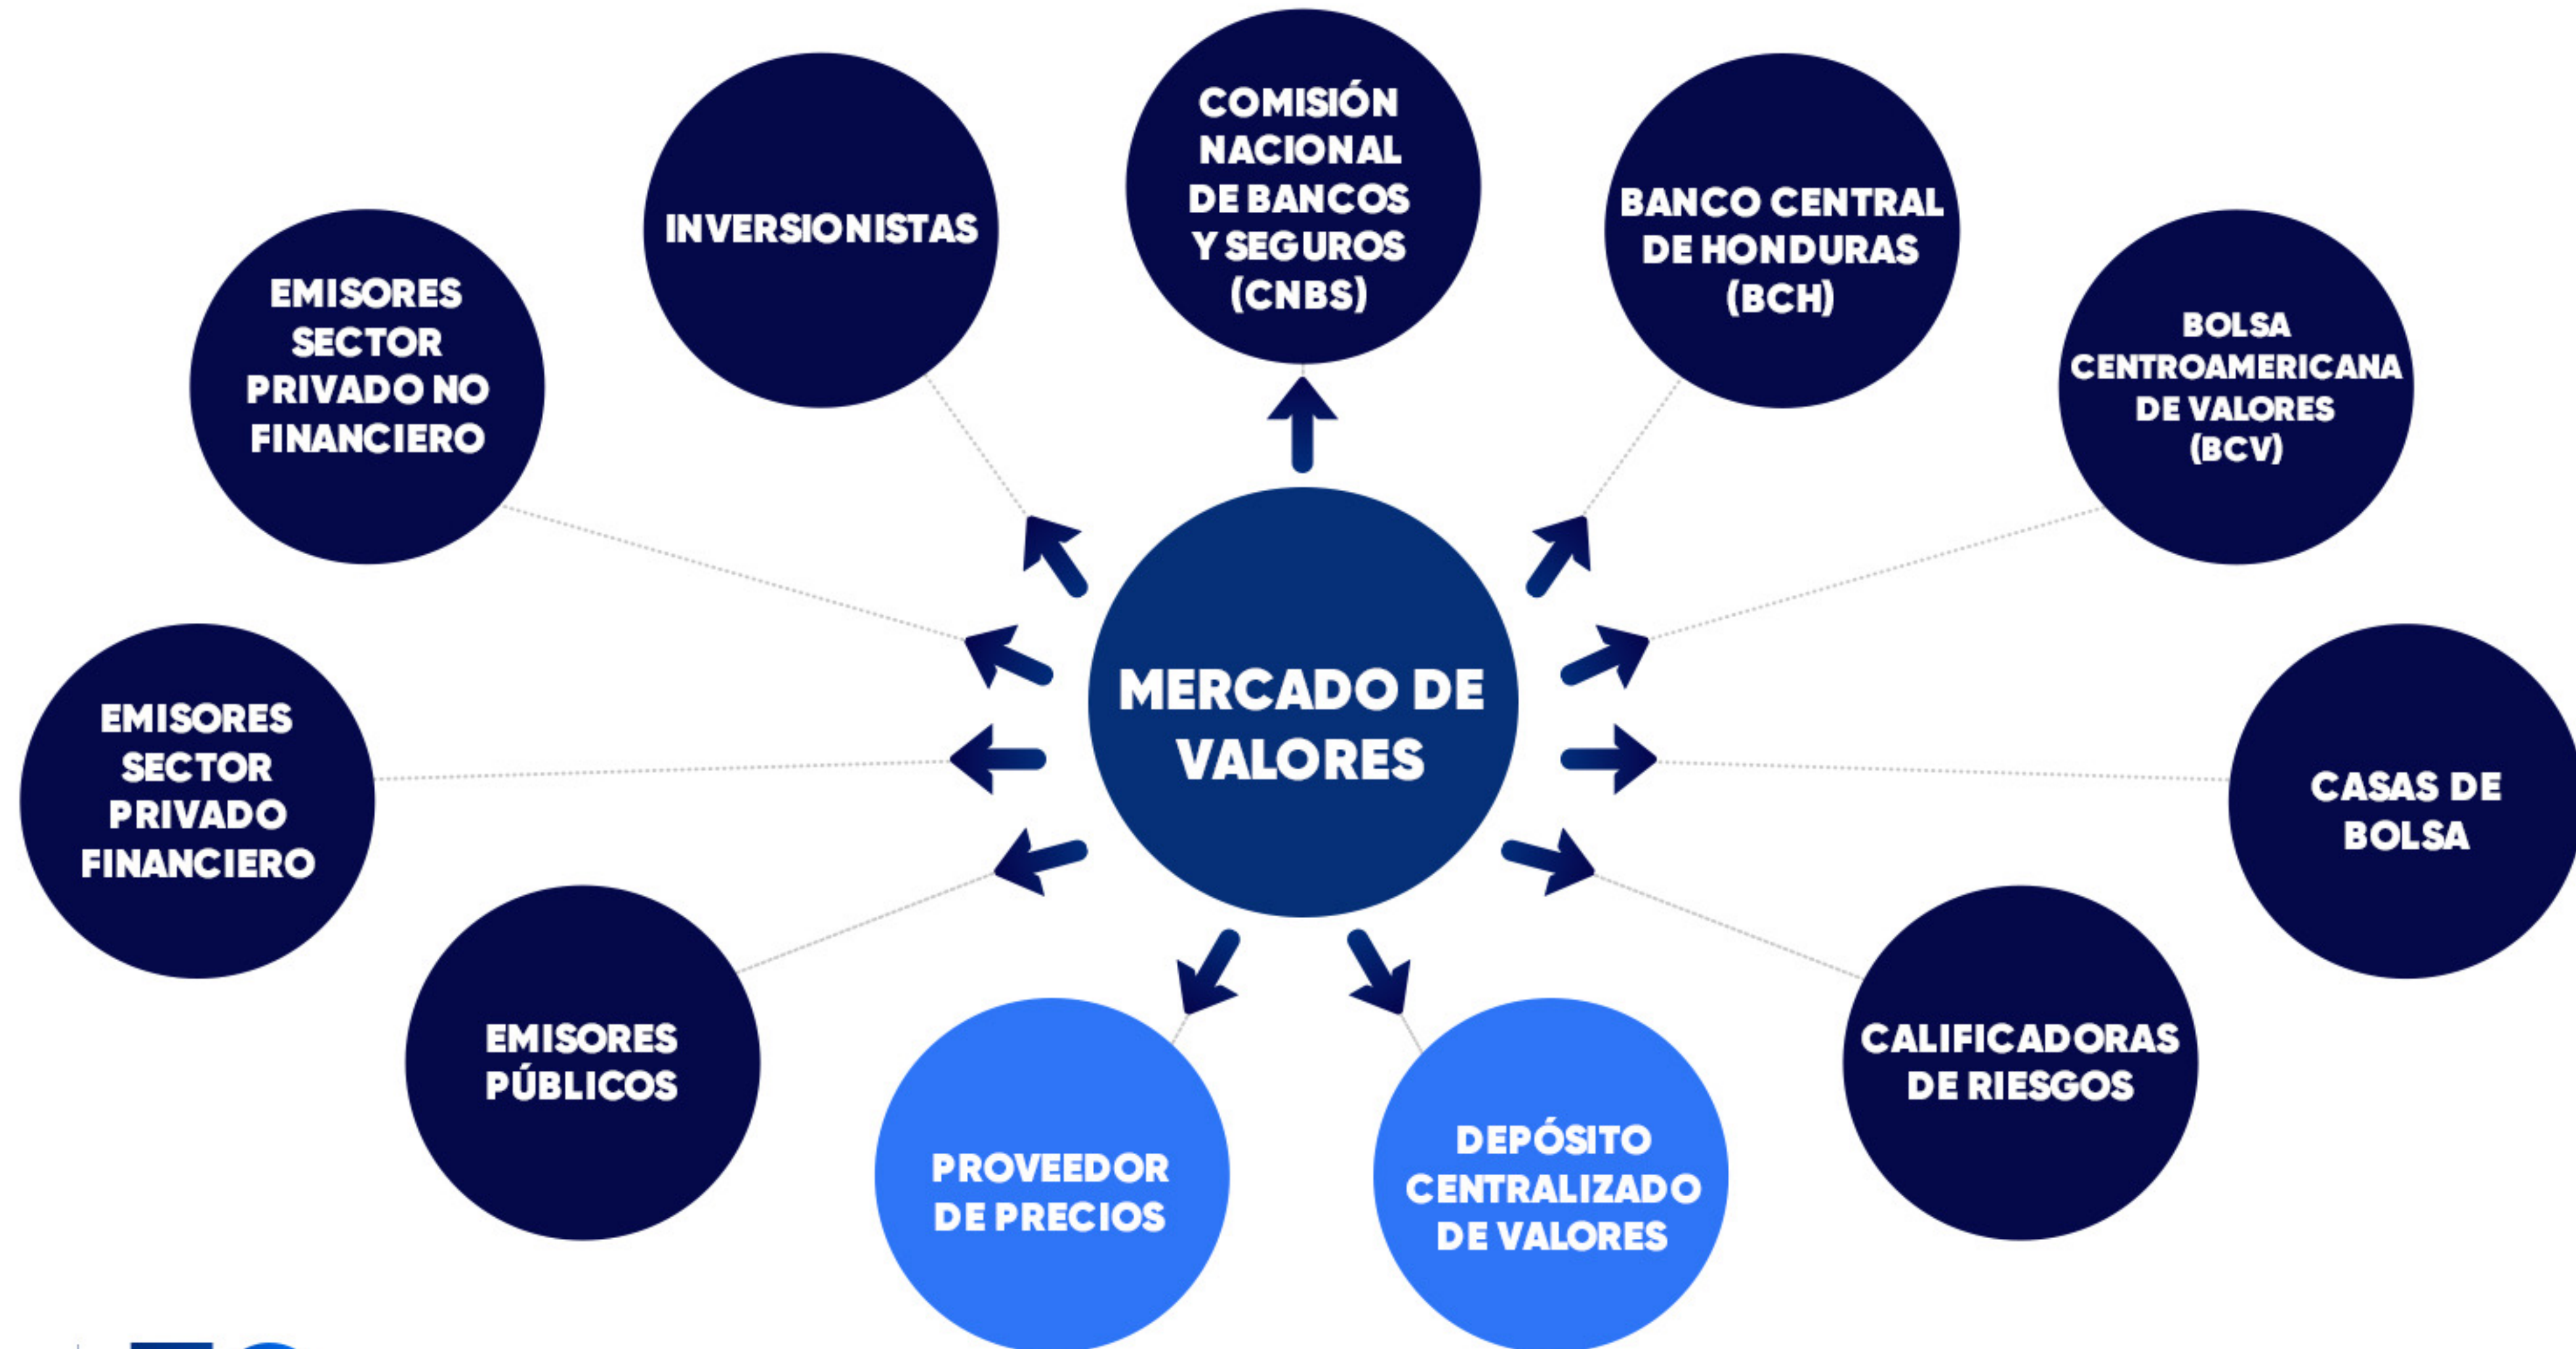 COMISIÓN
NACIONAL
DE BANCOS
Y SEGUROS
(CNBS)
INVERSIONISTAS
BANCO CENTRAL
DE HONDURAS
(BCH)
EMISORES
SECTOR
PRIVADO NO
FINANCIERO
BOLSA
CENTROAMERICANA
DE VALORES
(BCV)
MERCADO DE
VALORES
EMISORES
SECTOR
PRIVADO
FINANCIERO
CASAS DE
BOLSA
EMISORES
PÚBLICOS
CALIFICADORAS
DE RIESGOS
PROVEEDOR
DE PRECIOS
DEPÓSITO
CENTRALIZADO
DE VALORES